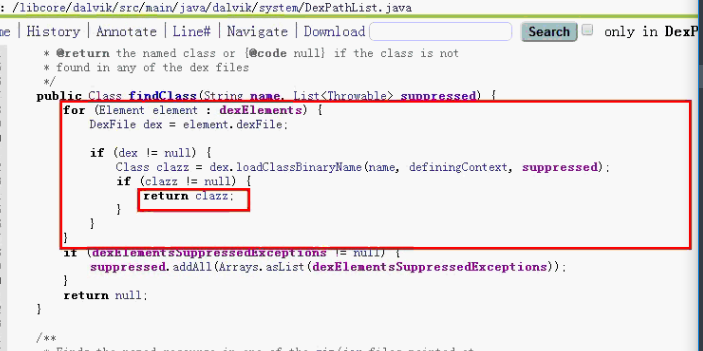 : /libcore/dalvik/src/main/java/dalvik/system/DexPathList.java
me | History | Annotate | Line# | Navigate | Download Search only in DexP
* @return the named class or {@code null} if the class is not
* found in any of the dex files
*/
public Class findClass(String name, List<Throwable> suppressed) {
for (Element element : dexElements) {
DexFile dex = element.dexFile;
if (dex != null) {
Class clazz = dex.loadClassBinaryName(name, definingContext, suppressed);
if (clazz != null) {
return clazz;
}
}
}
if (dexElementsSuppressedExceptions != null) {
suppressed.addAll(Arrays.asList(dexElementsSuppressedExceptions));
}
return null;
}
/**